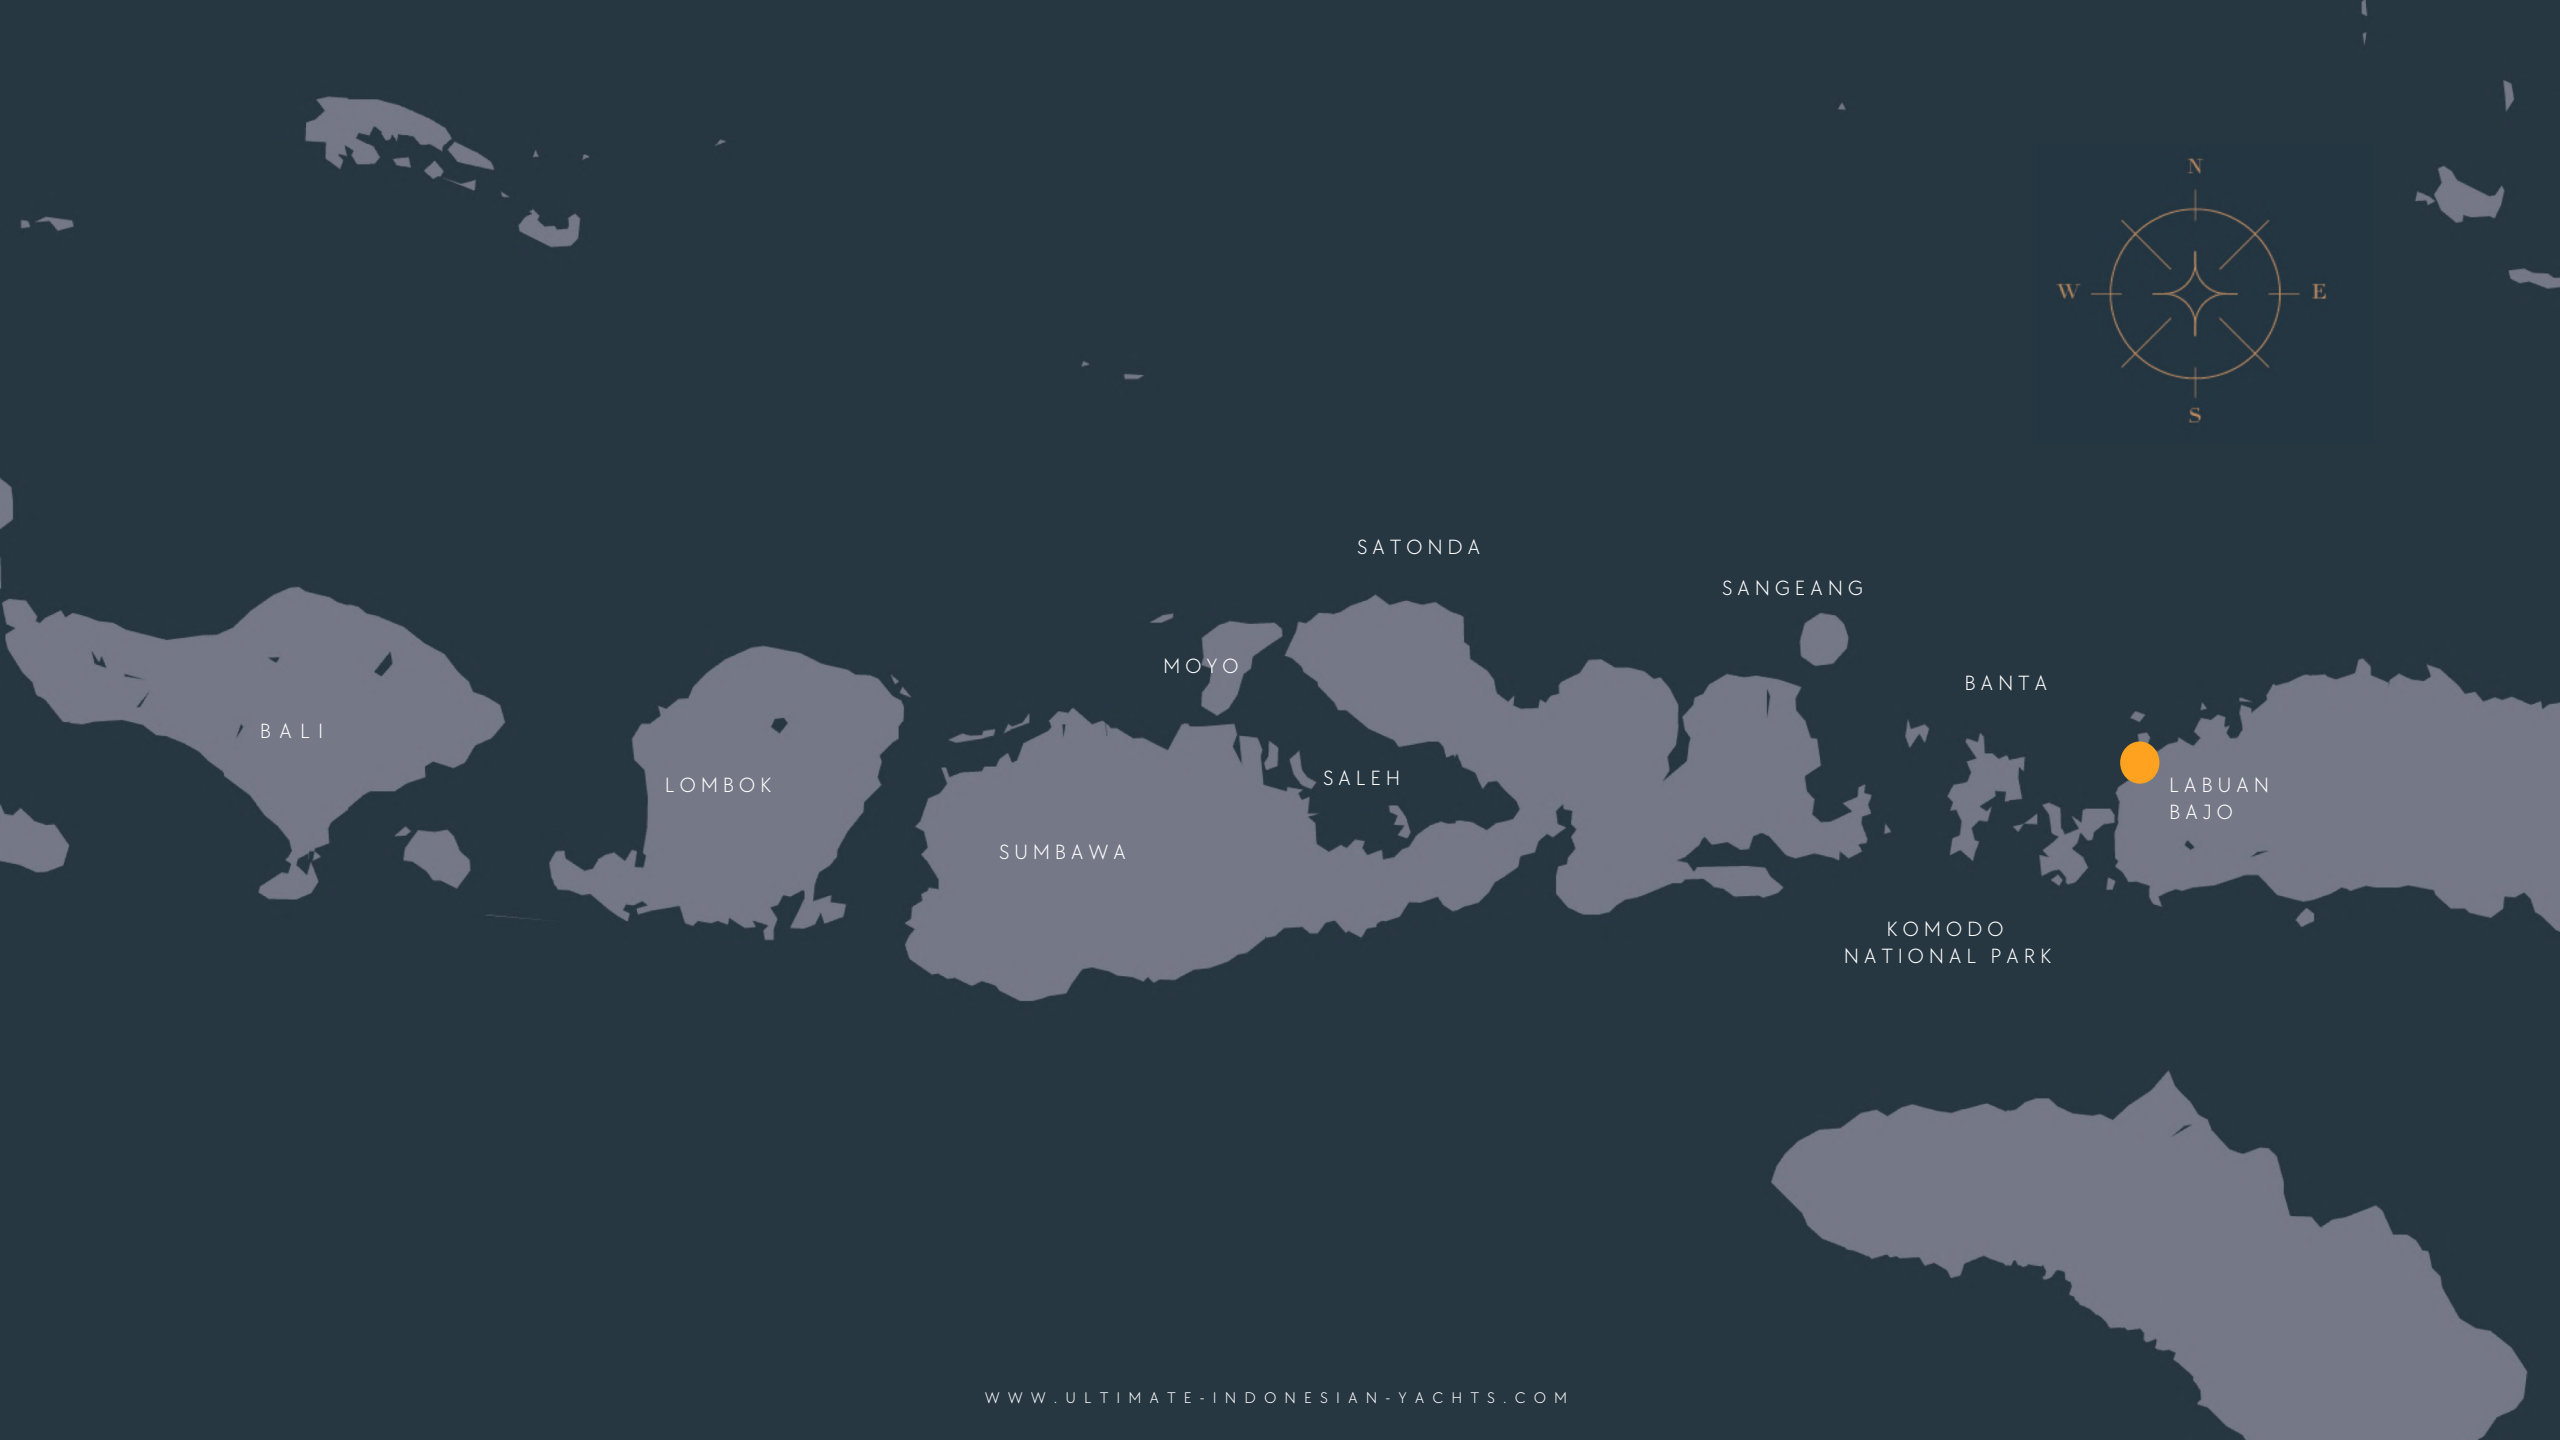 N
W
E
S
SATONDA
SANGEANG
MOYO
BANTA
BALI
LOMBOK
SALEH
LABUAN
BAJO
SUMBAWA
KOMODO
NATIONAL PARK
WWW.ULTIMATE-INDONESIAN-YACHTS.COM